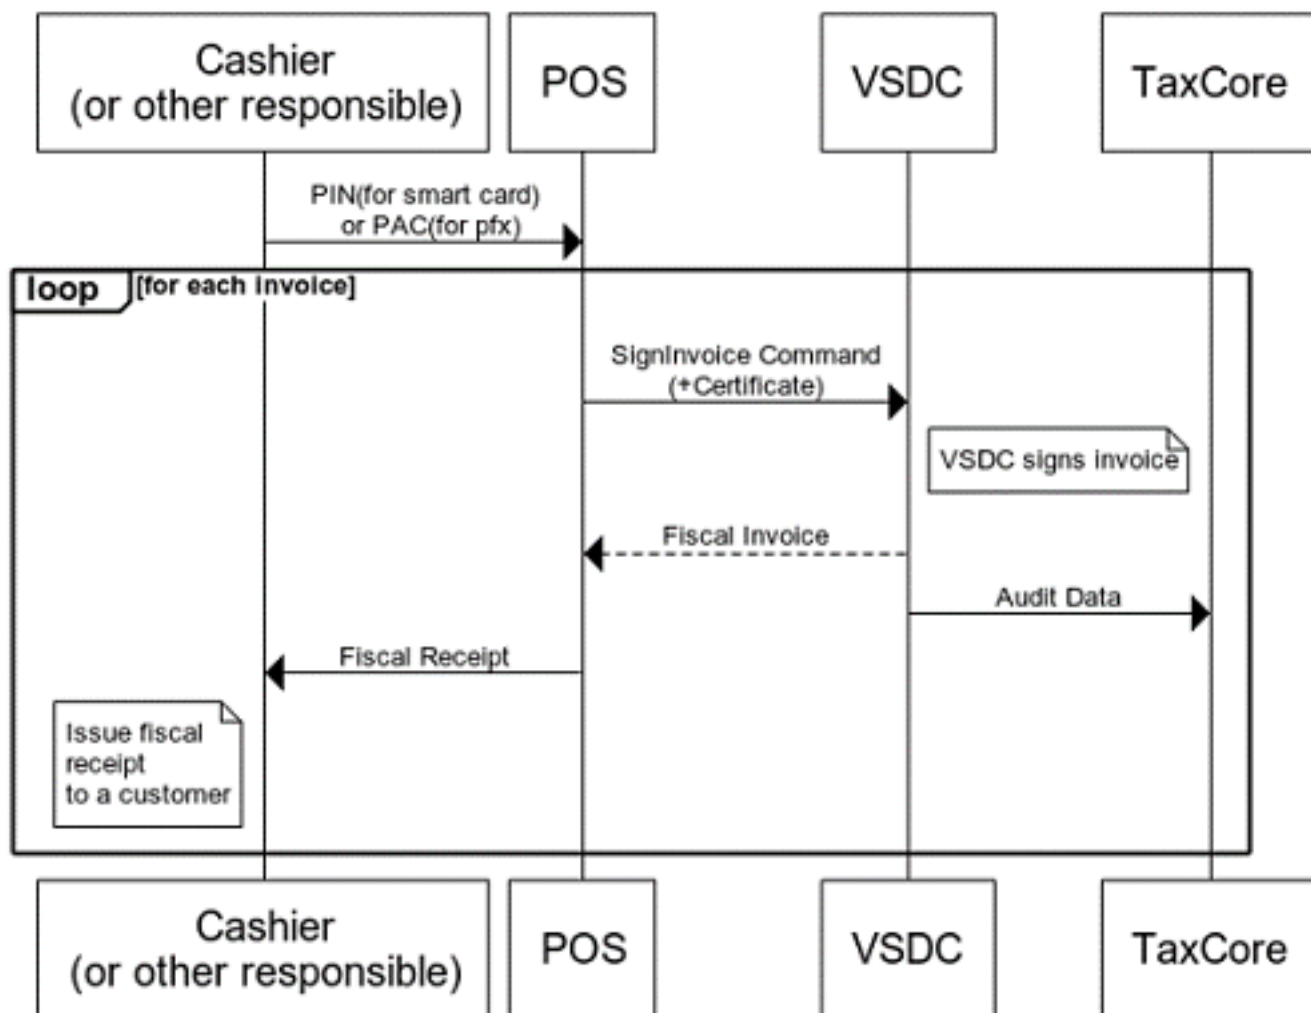 Cashier
(or other responsible)
POS
VSDC
TaxCore
PIN(for smart card)
or PAC(for pfx)
loop
[for each invoice]
SignInvoice Command
(+Certificate)
VSDC signs invoice
Fiscal Invoice
Audit Data
Fiscal Receipt
Issue fiscal
receipt
to a customer
Cashier
(or other responsible)
POS
VSDC
TaxCore